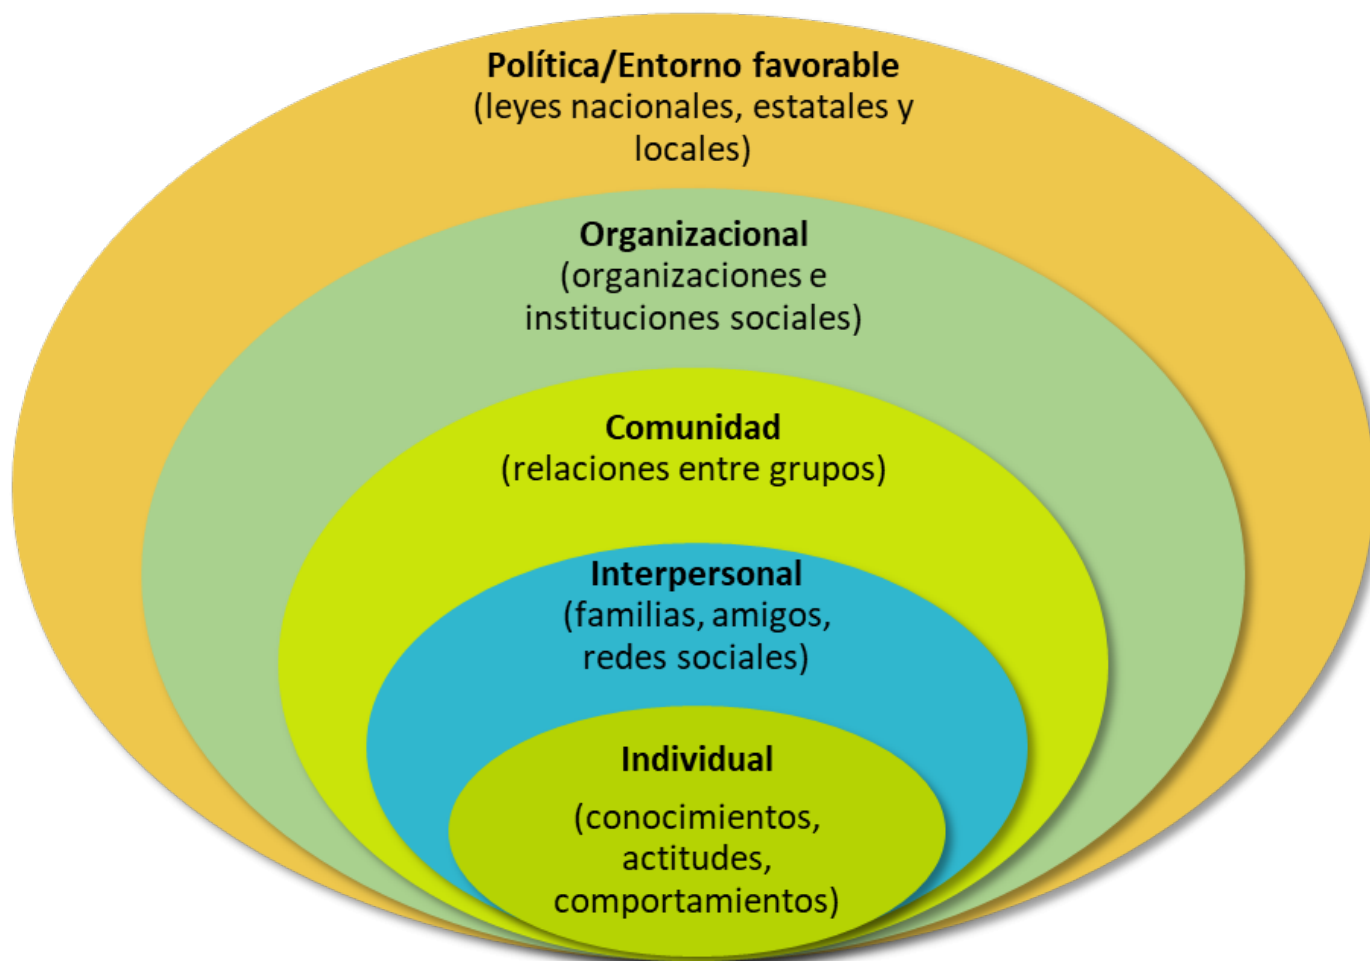 Política/Entorno favorable
(leyes nacionales, estatales y
locales)
Organizacional
(organizaciones e
instituciones sociales)
Comunidad
(relaciones entre grupos)
Interpersonal
(familias, amigos,
redes sociales)
Individual
(conocimientos,
actitudes,
comportamientos)